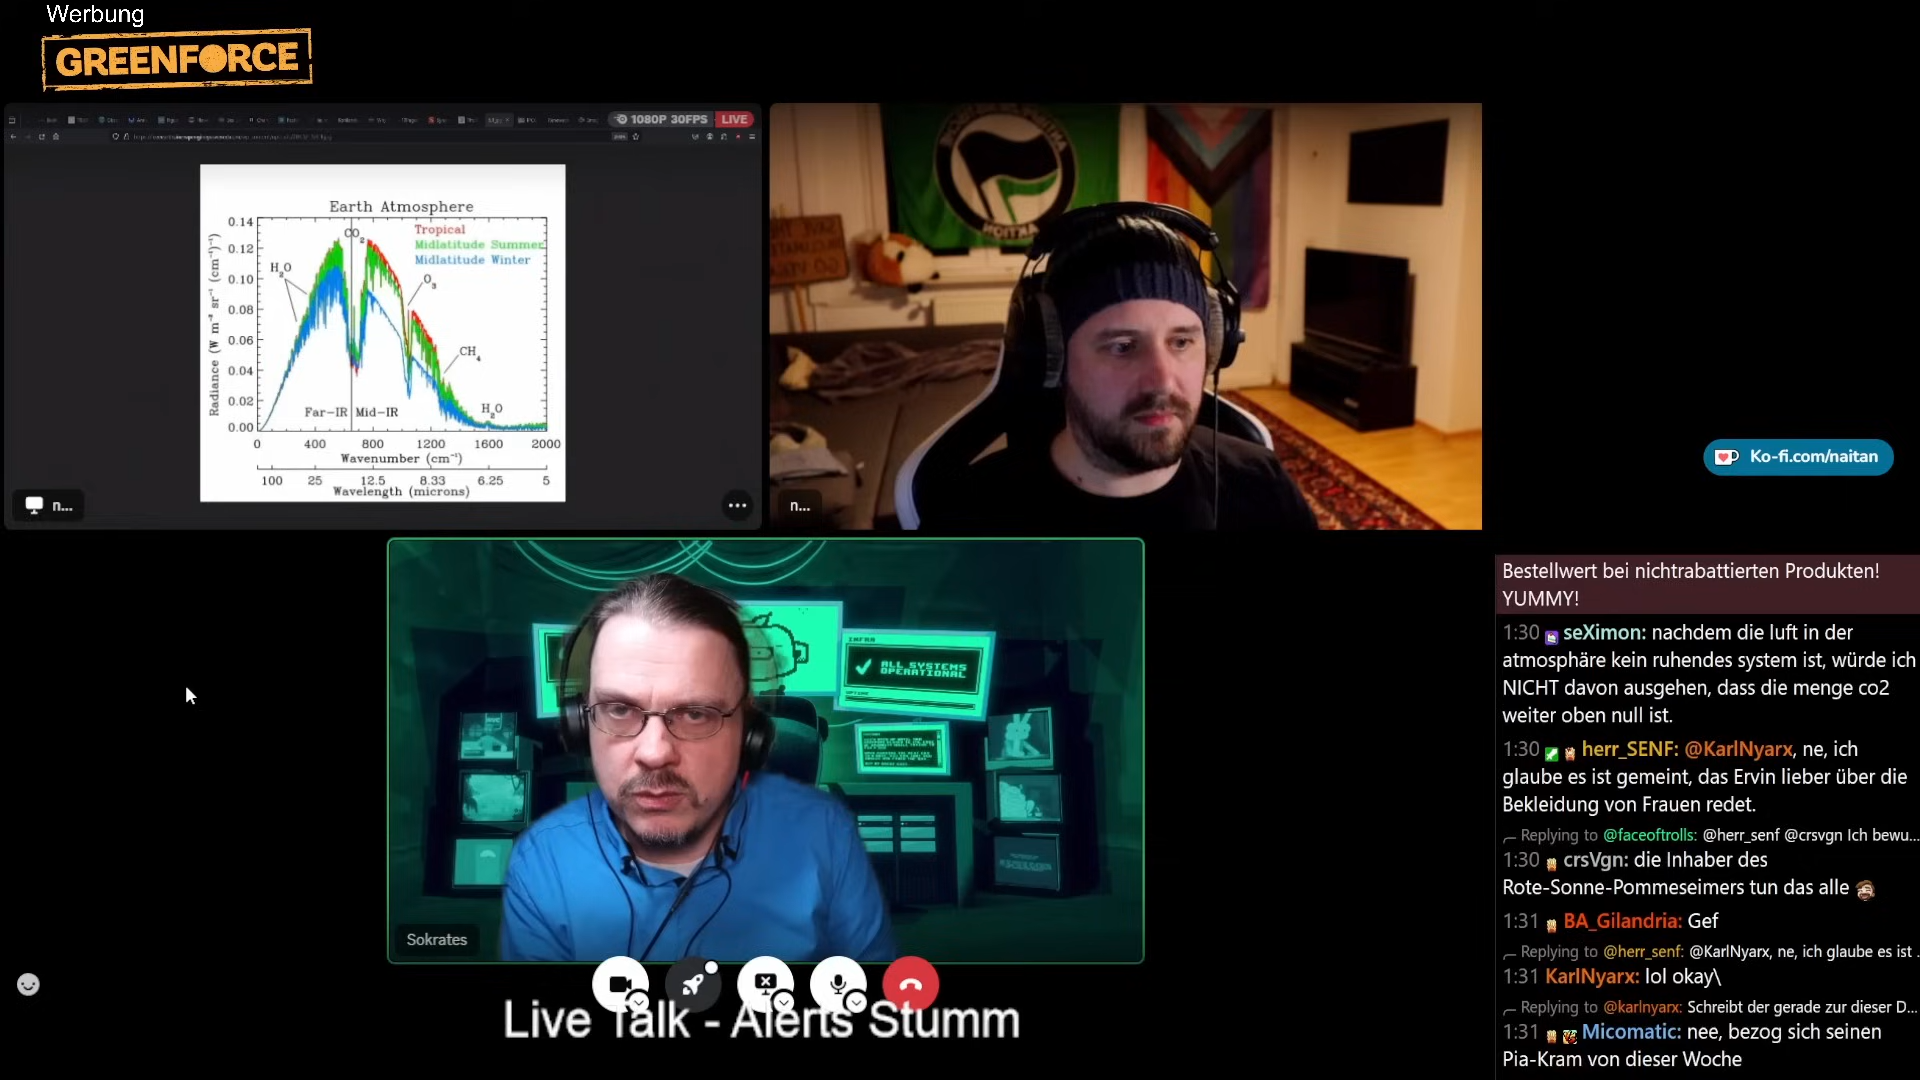 Werbung
GREENFORCE
1080P 30FPS LIVE
Earth Atmosphere
Tropical
Midlatitude Summer
Midlatitude Winter
CO2
H2O
O3
CH4
H2O
Far-IR Mid-IR
0.14
0.12
0.10
0.08
0.06
0.04
0.02
0.00
Radiance (W m⁻² sr⁻¹ (cm⁻¹)⁻¹)
0 400 800 1200 1600 2000
Wavenumber (cm⁻¹)
100 25 12.5 8.33 6.25 5
Wavelength (microns)
n...
n...
SAVE THE
GO VEGAN
AKTION
INFRA
ALL SYSTEMS
OPERATIONAL
Sokrates
Live Talk - Alerts Stumm
Ko-fi.com/naitan
Bestellwert bei nichtrabattierten Produkten!
YUMMY!
1:30 seXimon: nachdem die luft in der
atmosphäre kein ruhendes system ist, würde ich
NICHT davon ausgehen, dass die menge co2
weiter oben null ist.
1:30 herr_SENF: @KarlNyarx, ne, ich
glaube es ist gemeint, das Ervin lieber über die
Bekleidung von Frauen redet.
Replying to @faceoftrolls: @herr_senf @crsvgn Ich bewu...
1:30 crsVgn: die Inhaber des
Rote-Sonne-Pommeseimers tun das alle
1:31 BA_Gilandria: Gef
Replying to @herr_senf: @KarlNyarx, ne, ich glaube es ist .
1:31 KarlNyarx: lol okay\
Replying to @karlnyarx: Schreibt der gerade zur dieser D...
1:31 Micomatic: nee, bezog sich seinen
Pia-Kram von dieser Woche